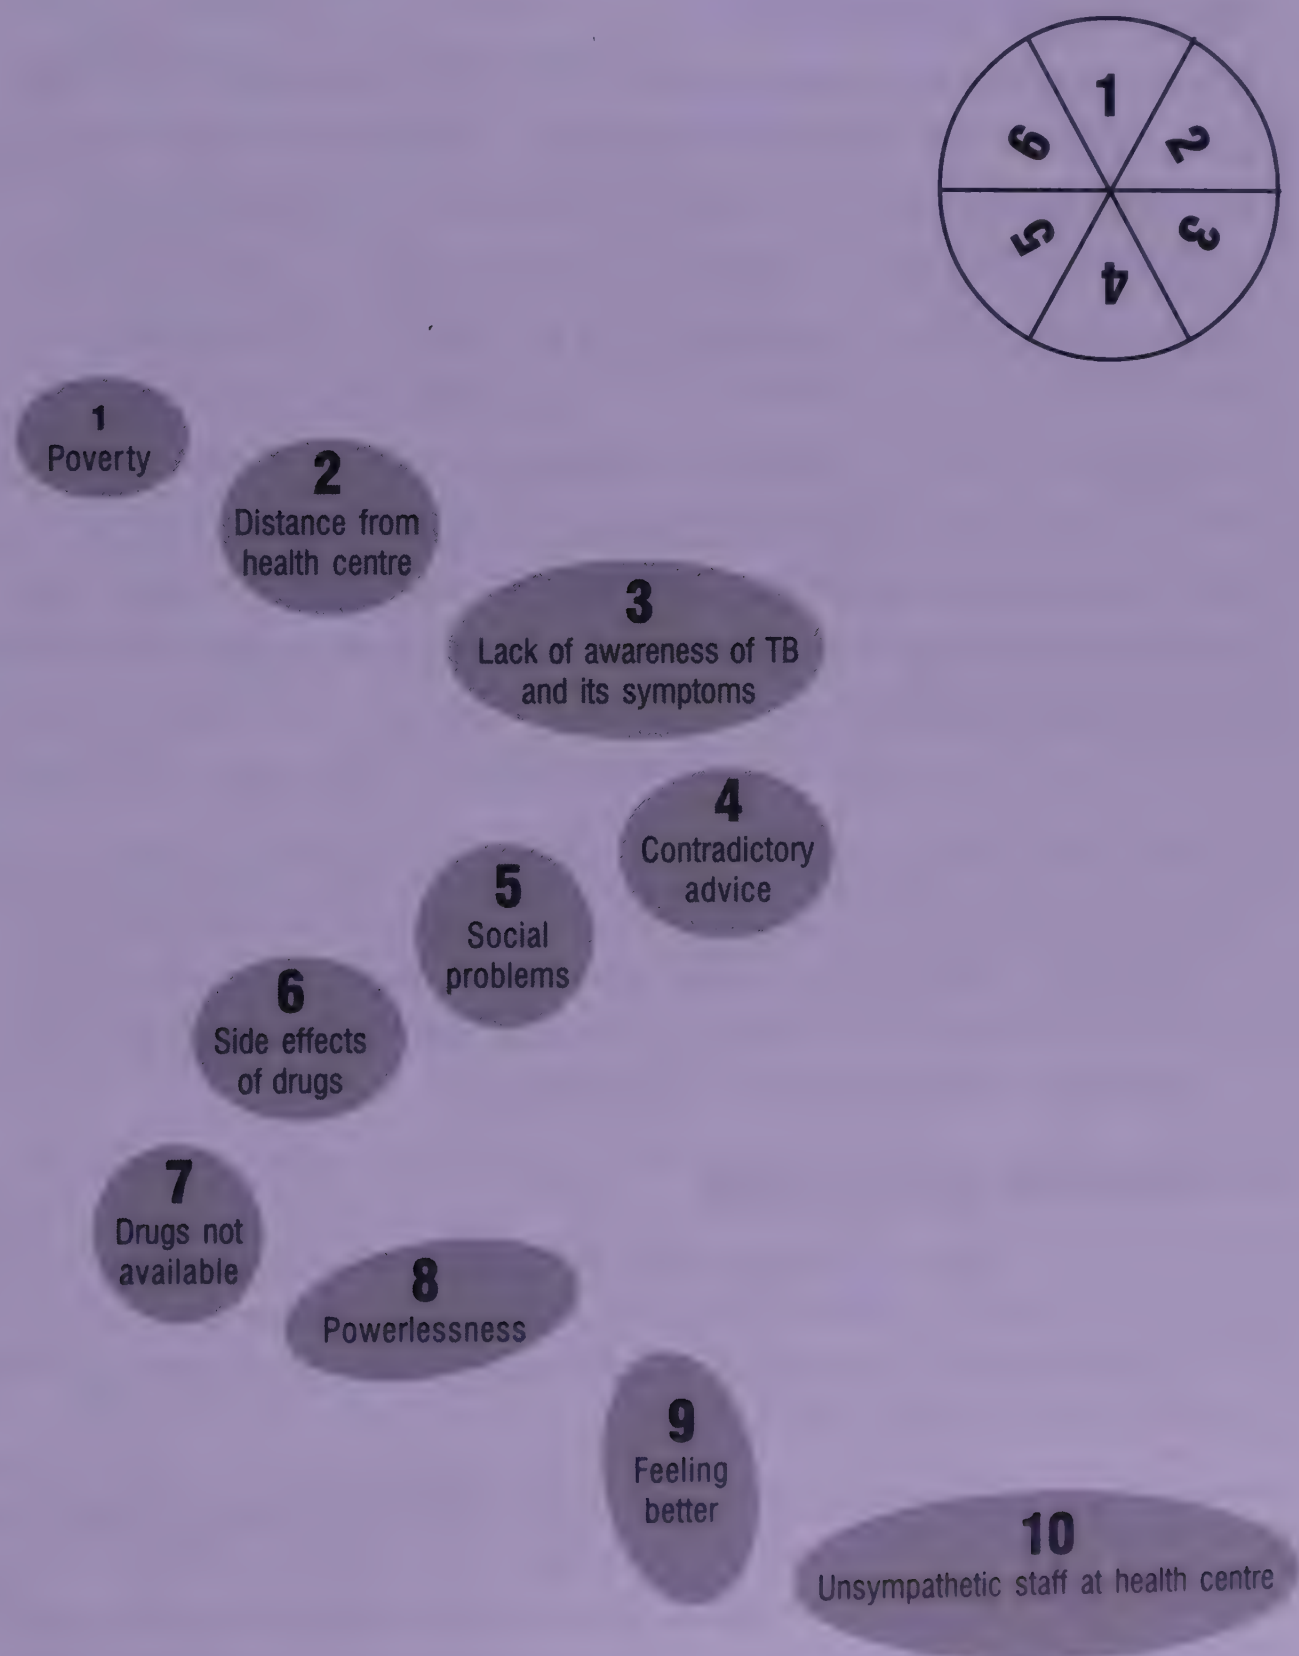 1
2
3
4
5
6
1
Poverty
2
Distance from
health centre
3
Lack of awareness of TB
and its symptoms
4
Contradictory
advice
5
Social
problems
6
Side effects
of drugs
7
Drugs not
available
8
Powerlessness
9
Feeling
better
10
Unsympathetic staff at health centre